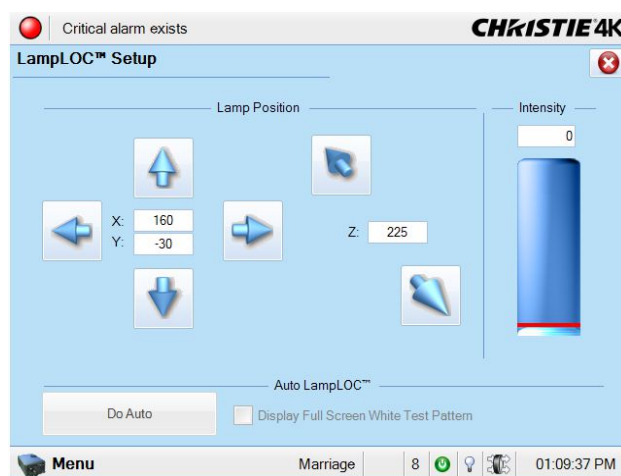 Critical alarm exists
CHRISTIE 4K
LampLOC™ Setup
Lamp Position
Intensity
0
X: 160
Y: -30
Z: 225
Auto LampLOC™
Do Auto
Display Full Screen White Test Pattern
Menu
Marriage
8
01:09:37 PM